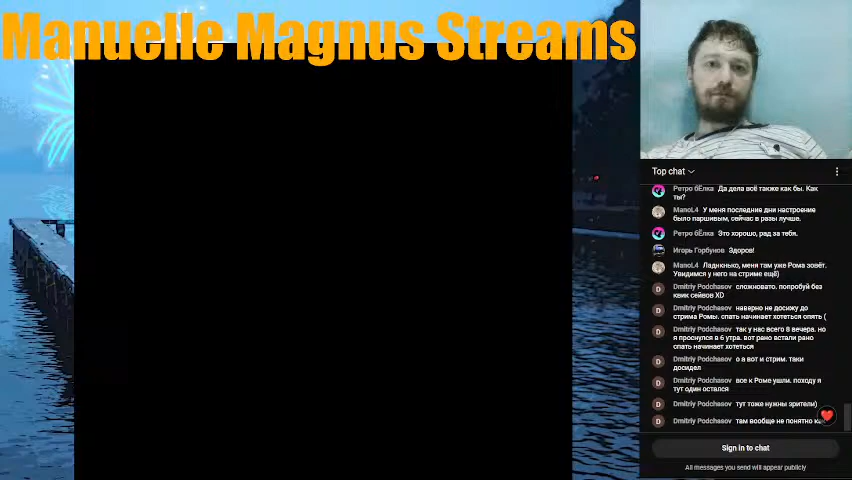 Manuelle Magnus Streams
Top chat
Ретро бЁлка Да дела всё также как бы. Как
ты?
ManoL4 У меня последние дни настроение
было паршивым, сейчас в разы лучше.
Ретро бЁлка Это хорошо, рад за тебя.
Игорь Горбунов Здоров!
ManoL4 Ладнкнько, меня там уже Рома зовёт.
Увидимся у него на стриме ещё)
D Dmitriy Podchasov сложновато. попробуй без
квик сейвов XD
D Dmitriy Podchasov наверно не досижу до
стрима Ромы. спать начинает хотеться опять (
D Dmitriy Podchasov так у нас всего 8 вечера. но
я проснулся в 6 утра. вот рано встали рано
спать начинает хотеться
D Dmitriy Podchasov о а вот и стрим. таки
досидел
D Dmitriy Podchasov все к Роме ушли. походу я
тут один остался
D Dmitriy Podchasov тут тоже нужны зрители)
D Dmitriy Podchasov там вообще не понятно
Sign in to chat
All messages you send will appear publicly